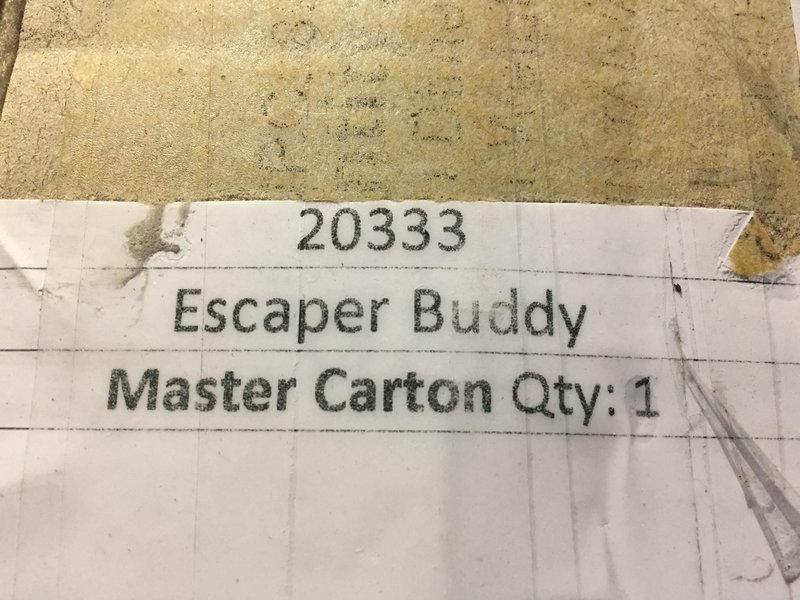 20333
Escaper Buddy
Master Carton Qty: 1